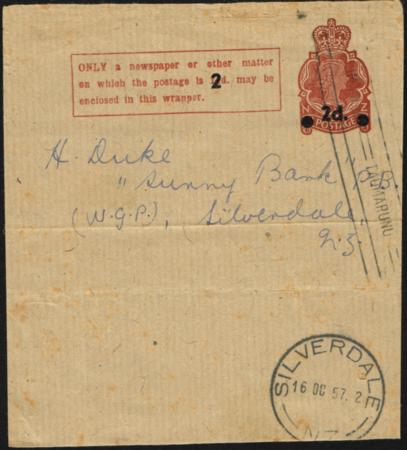 ONLY a newspaper or other matter
on which the postage is 2d. may be
enclosed in this wrapper.
N Z
2d.
POSTAGE
TAUMARUNUI
H. Duke
"Sunny Bank" P.B.
(W.G.P.), Silverdale,
N.Z.
SILVERDALE
16 OC 57. 2
N.Z.